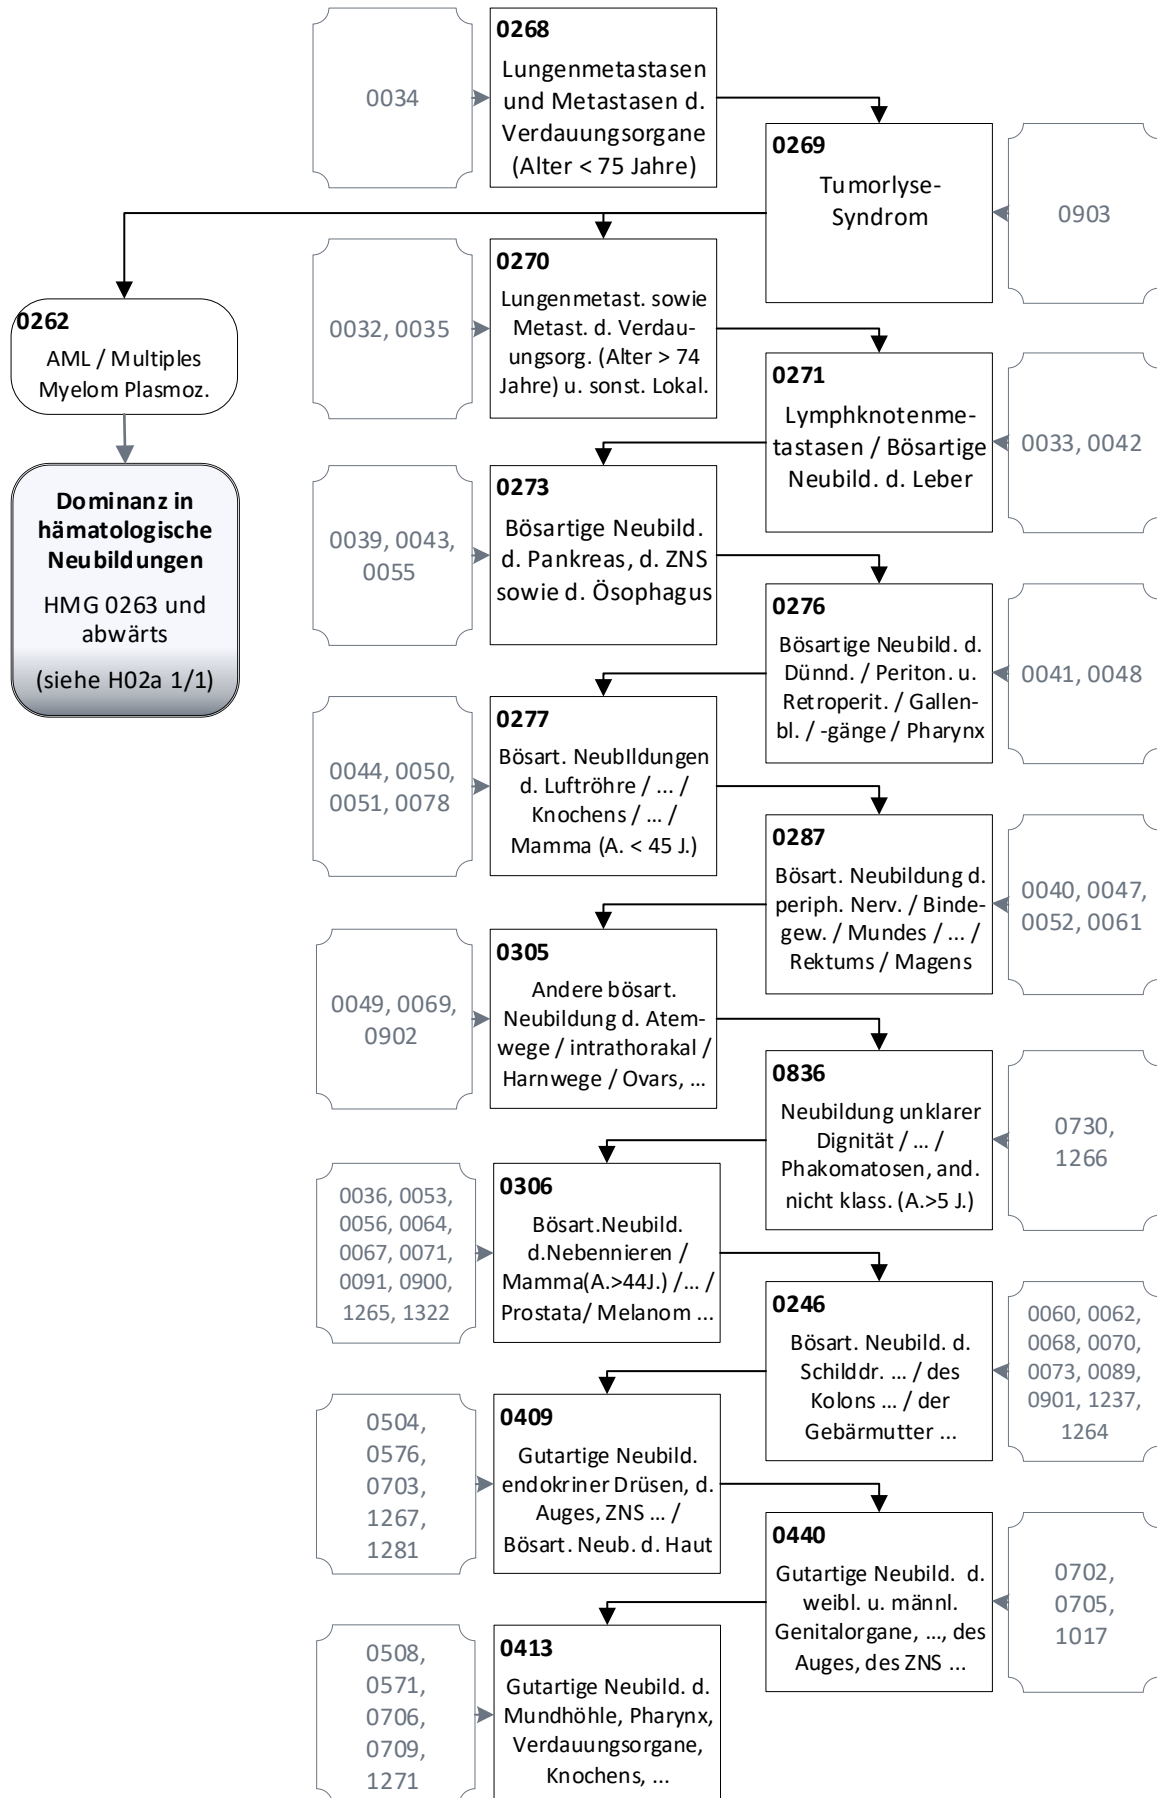 0034
0268
Lungenmetastasen
und Metastasen d.
Verdauungsorgane
(Alter < 75 Jahre)
0269
Tumorlyse-
Syndrom
0903
0262
AML / Multiples
Myelom Plasmoz.
Dominanz in
hämatologische
Neubildungen
HMG 0263 und
abwärts
(siehe H02a 1/1)
0032, 0035
0270
Lungenmetast. sowie
Metast. d. Verdau-
ungsorg. (Alter > 74
Jahre) u. sonst. Lokal.
0271
Lymphknotenme-
tastasen / Bösartige
Neubild. d. Leber
0033, 0042
0039, 0043,
0055
0273
Bösartige Neubild.
d. Pankreas, d. ZNS
sowie d. Ösophagus
0276
Bösartige Neubild. d.
Dünnd. / Periton. u.
Retroperit. / Gallen-
bl. / -gänge / Pharynx
0041, 0048
0044, 0050,
0051, 0078
0277
Bösart. NeubIldungen
d. Luftröhre / ... /
Knochens / ... /
Mamma (A. < 45 J.)
0287
Bösart. Neubildung d.
periph. Nerv. / Binde-
gew. / Mundes / ... /
Rektums / Magens
0040, 0047,
0052, 0061
0049, 0069,
0902
0305
Andere bösart.
Neubildung d. Atem-
wege / intrathorakal /
Harnwege / Ovars, ...
0836
Neubildung unklarer
Dignität / ... /
Phakomatosen, and.
nicht klass. (A.>5 J.)
0730,
1266
0036, 0053,
0056, 0064,
0067, 0071,
0091, 0900,
1265, 1322
0306
Bösart.Neubild.
d.Nebennieren /
Mamma(A.>44J.) /... /
Prostata/ Melanom ...
0246
Bösart. Neubild. d.
Schilddr. ... / des
Kolons ... / der
Gebärmutter ...
0060, 0062,
0068, 0070,
0073, 0089,
0901, 1237,
1264
0504,
0576,
0703,
1267,
1281
0409
Gutartige Neubild.
endokriner Drüsen, d.
Auges, ZNS ... /
Bösart. Neub. d. Haut
0440
Gutartige Neubild. d.
weibl. u. männl.
Genitalorgane, ..., des
Auges, des ZNS ...
0702,
0705,
1017
0508,
0571,
0706,
0709,
1271
0413
Gutartige Neubild. d.
Mundhöhle, Pharynx,
Verdauungsorgane,
Knochens, ...